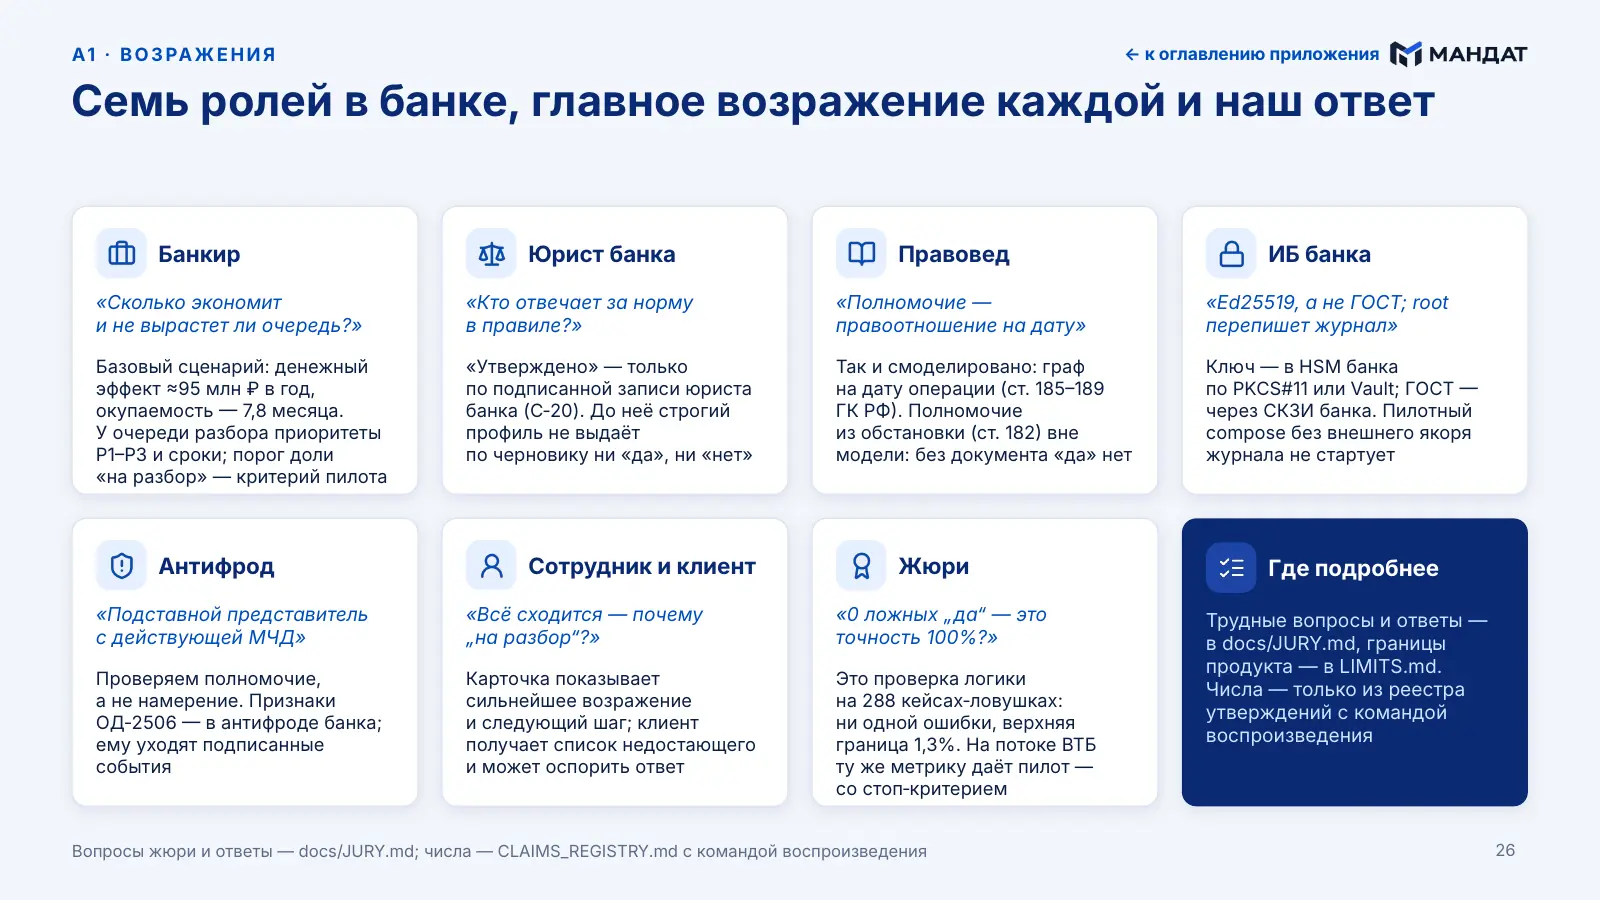 А1 · ВОЗРАЖЕНИЯ
← к оглавлению приложения
МАНДАТ
Семь ролей в банке, главное возражение каждой и наш ответ
Банкир
«Сколько экономит
и не вырастет ли очередь?»
Базовый сценарий: денежный
эффект ≈95 млн ₽ в год,
окупаемость — 7,8 месяца.
У очереди разбора приоритеты
P1–P3 и сроки; порог доли
«на разбор» — критерий пилота
Юрист банка
«Кто отвечает за норму
в правиле?»
«Утверждено» — только
по подписанной записи юриста
банка (С-20). До неё строгий
профиль не выдаёт
по черновику ни «да», ни «нет»
Правовед
«Полномочие —
правоотношение на дату»
Так и смоделировано: граф
на дату операции (ст. 185–189
ГК РФ). Полномочие
из обстановки (ст. 182) вне
модели: без документа «да» нет
ИБ банка
«Ed25519, а не ГОСТ; root
перепишет журнал»
Ключ — в HSM банка
по PKCS#11 или Vault; ГОСТ —
через СКЗИ банка. Пилотный
compose без внешнего якоря
журнала не стартует
Антифрод
«Подставной представитель
с действующей МЧД»
Проверяем полномочие,
а не намерение. Признаки
ОД-2506 — в антифроде банка;
ему уходят подписанные
события
Сотрудник и клиент
«Всё сходится — почему
„на разбор“?»
Карточка показывает
сильнейшее возражение
и следующий шаг; клиент
получает список недостающего
и может оспорить ответ
Жюри
«0 ложных „да“ — это
точность 100%?»
Это проверка логики
на 288 кейсах-ловушках:
ни одной ошибки, верхняя
граница 1,3%. На потоке ВТБ
ту же метрику даёт пилот —
со стоп-критерием
Где подробнее
Трудные вопросы и ответы —
в docs/JURY.md, границы
продукта — в LIMITS.md.
Числа — только из реестра
утверждений с командой
воспроизведения
Вопросы жюри и ответы — docs/JURY.md; числа — CLAIMS_REGISTRY.md с командой воспроизведения
26